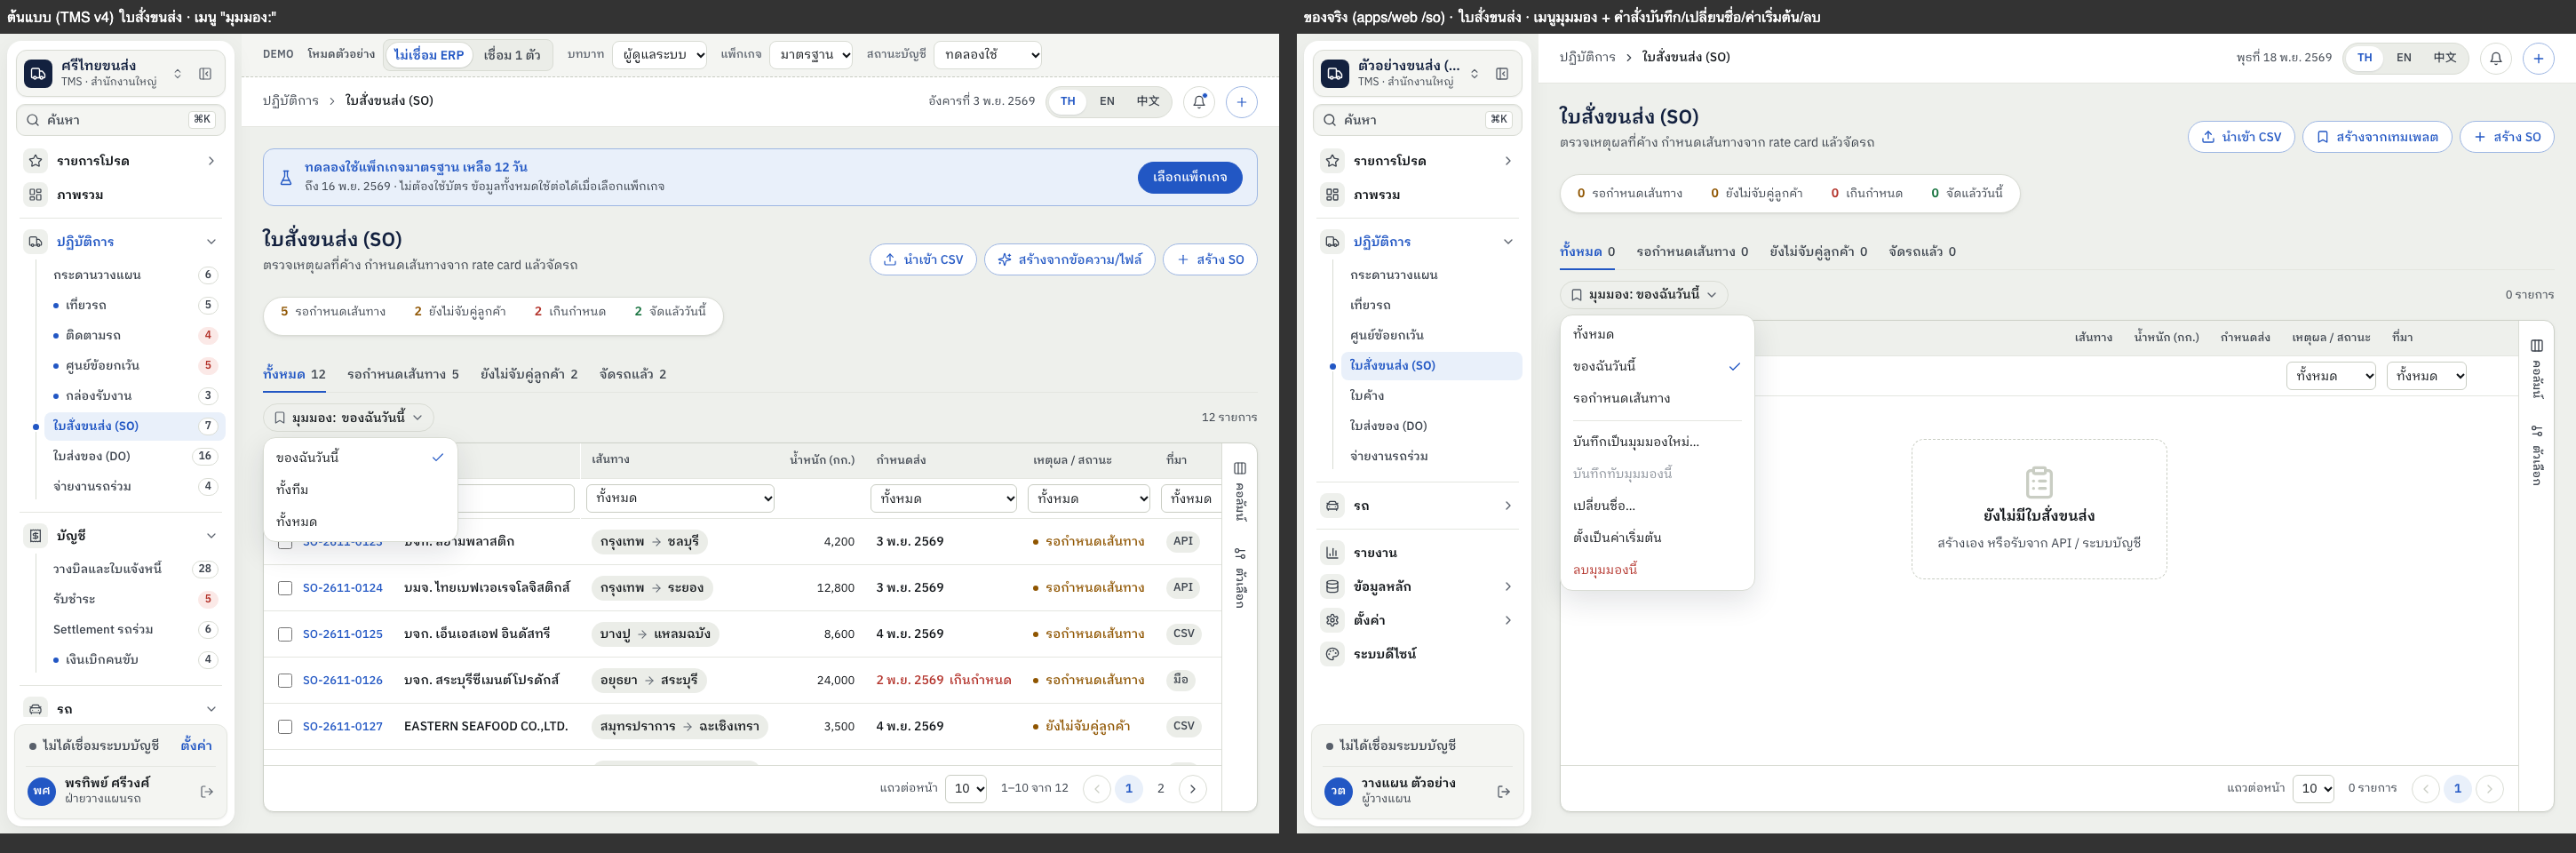 ต้นแบบ (TMS v4) ใบสั่งขนส่ง · เมนู "มุมมอง:"
ศรีไทยขนส่ง
TMS · สำนักงานใหญ่
ค้นหา ⌘K
รายการโปรด
ภาพรวม
ปฏิบัติการ
กระดานวางแผน 6
เที่ยวรถ 5
ติดตามรถ 4
ศูนย์ข้อยกเว้น 5
กล่องรับงาน 3
ใบสั่งขนส่ง (SO) 7
ใบส่งของ (DO) 16
จ่ายงานรถร่วม 4
บัญชี
วางบิลและใบแจ้งหนี้ 28
รับชำระ 5
Settlement รถร่วม 6
เงินเบิกคนขับ 4
รถ
ไม่ได้เชื่อมระบบบัญชี ตั้งค่า
พศ
พรทิพย์ ศรีวงศ์
ฝ่ายวางแผนรถ
DEMO โหมดตัวอย่าง ไม่เชื่อม ERP เชื่อม 1 ตัว บทบาท ผู้ดูแลระบบ แพ็กเกจ มาตรฐาน สถานะบัญชี ทดลองใช้
ปฏิบัติการ > ใบสั่งขนส่ง (SO) อังคารที่ 3 พ.ย. 2569 TH EN 中文
ทดลองใช้แพ็กเกจมาตรฐาน เหลือ 12 วัน
ถึง 16 พ.ย. 2569 · ไม่ต้องใช้บัตร ข้อมูลทั้งหมดใช้ต่อได้เมื่อเลือกแพ็กเกจ
เลือกแพ็กเกจ
ใบสั่งขนส่ง (SO)
ตรวจเหตุผลที่ค้าง กำหนดเส้นทางจาก rate card แล้วจัดรถ
นำเข้า CSV สร้างจากข้อความ/ไฟล์ + สร้าง SO
5 รอกำหนดเส้นทาง 2 ยังไม่จับคู่ลูกค้า 2 เกินกำหนด 2 จัดแล้ววันนี้
ทั้งหมด 12 รอกำหนดเส้นทาง 5 ยังไม่จับคู่ลูกค้า 2 จัดรถแล้ว 2
มุมมอง: ของฉันวันนี้ 12 รายการ
ของฉันวันนี้
ทั้งทีม
ทั้งหมด
เส้นทาง น้ำหนัก (กก.) กำหนดส่ง เหตุผล / สถานะ ที่มา
ทั้งหมด ทั้งหมด ทั้งหมด ทั้งหมด
คอลัมน์
ตัวเลือก
SO-2611-0123 บจก. สยามพลาสติก กรุงเทพ → ชลบุรี 4,200 3 พ.ย. 2569 รอกำหนดเส้นทาง API
SO-2611-0124 บมจ. ไทยเบฟเวอเรจโลจิสติกส์ กรุงเทพ → ระยอง 12,800 3 พ.ย. 2569 รอกำหนดเส้นทาง API
SO-2611-0125 บจก. เอ็นเอสเอฟ อินดัสทรี บางปู → แหลมฉบัง 8,600 4 พ.ย. 2569 รอกำหนดเส้นทาง CSV
SO-2611-0126 บจก. สระบุรีซีเมนต์โปรดักส์ อยุธยา → สระบุรี 24,000 2 พ.ย. 2569 เกินกำหนด รอกำหนดเส้นทาง มือ
SO-2611-0127 EASTERN SEAFOOD CO.,LTD. สมุทรปราการ → ฉะเชิงเทรา 3,500 4 พ.ย. 2569 ยังไม่จับคู่ลูกค้า CSV
แถวต่อหน้า 10 1–10 จาก 12 1 2
ของจริง (apps/web /so) · ใบสั่งขนส่ง · เมนูมุมมอง + คำสั่งบันทึก/เปลี่ยนชื่อ/ค่าเริ่มต้น/ลบ
ตัวอย่างขนส่ง (...
TMS · สำนักงานใหญ่
ค้นหา ⌘K
รายการโปรด
ภาพรวม
ปฏิบัติการ
กระดานวางแผน
เที่ยวรถ
ศูนย์ข้อยกเว้น
ใบสั่งขนส่ง (SO)
ใบค้าง
ใบส่งของ (DO)
จ่ายงานรถร่วม
รถ
รายงาน
ข้อมูลหลัก
ตั้งค่า
ระบบดีไซน์
ไม่ได้เชื่อมระบบบัญชี
วต
วางแผน ตัวอย่าง
ผู้วางแผน
ปฏิบัติการ > ใบสั่งขนส่ง (SO) พุธที่ 18 พ.ย. 2569 TH EN 中文
ใบสั่งขนส่ง (SO)
ตรวจเหตุผลที่ค้าง กำหนดเส้นทางจาก rate card แล้วจัดรถ
นำเข้า CSV สร้างจากเทมเพลต + สร้าง SO
0 รอกำหนดเส้นทาง 0 ยังไม่จับคู่ลูกค้า 0 เกินกำหนด 0 จัดแล้ววันนี้
ทั้งหมด 0 รอกำหนดเส้นทาง 0 ยังไม่จับคู่ลูกค้า 0 จัดรถแล้ว 0
มุมมอง: ของฉันวันนี้ 0 รายการ
ทั้งหมด
ของฉันวันนี้
รอกำหนดเส้นทาง
บันทึกเป็นมุมมองใหม่...
บันทึกทับมุมมองนี้
เปลี่ยนชื่อ...
ตั้งเป็นค่าเริ่มต้น
ลบมุมมองนี้
เส้นทาง น้ำหนัก (กก.) กำหนดส่ง เหตุผล / สถานะ ที่มา
ทั้งหมด ทั้งหมด
คอลัมน์
ตัวเลือก
ยังไม่มีใบสั่งขนส่ง
สร้างเอง หรือรับจาก API / ระบบบัญชี
แถวต่อหน้า 10 0 รายการ 1